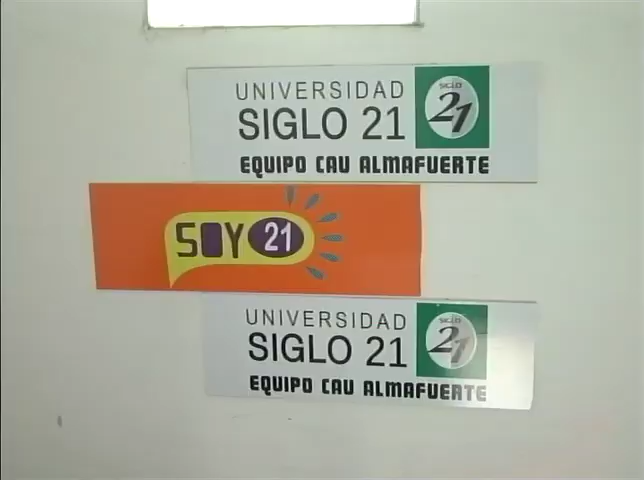 UNIVERSIDAD
SIGLO 21
SIGLO
21
EQUIPO CAU ALMAFUERTE
SOY 21
UNIVERSIDAD
SIGLO 21
SIGLO
21
EQUIPO CAU ALMAFUERTE